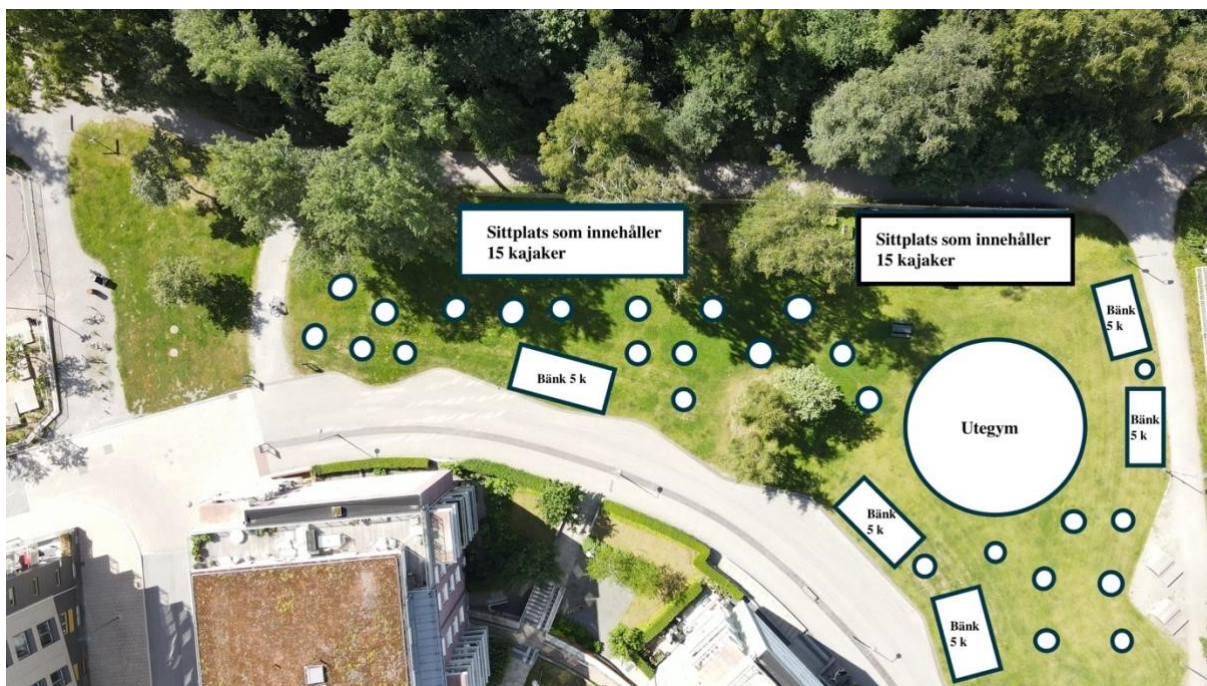 Sittplats som innehåller
15 kajaker
Sittplats som innehåller
15 kajaker
Bänk
5 k
Bänk 5 k
Bänk
5 k
Utegym
Bänk
5 k
Bänk
5 k